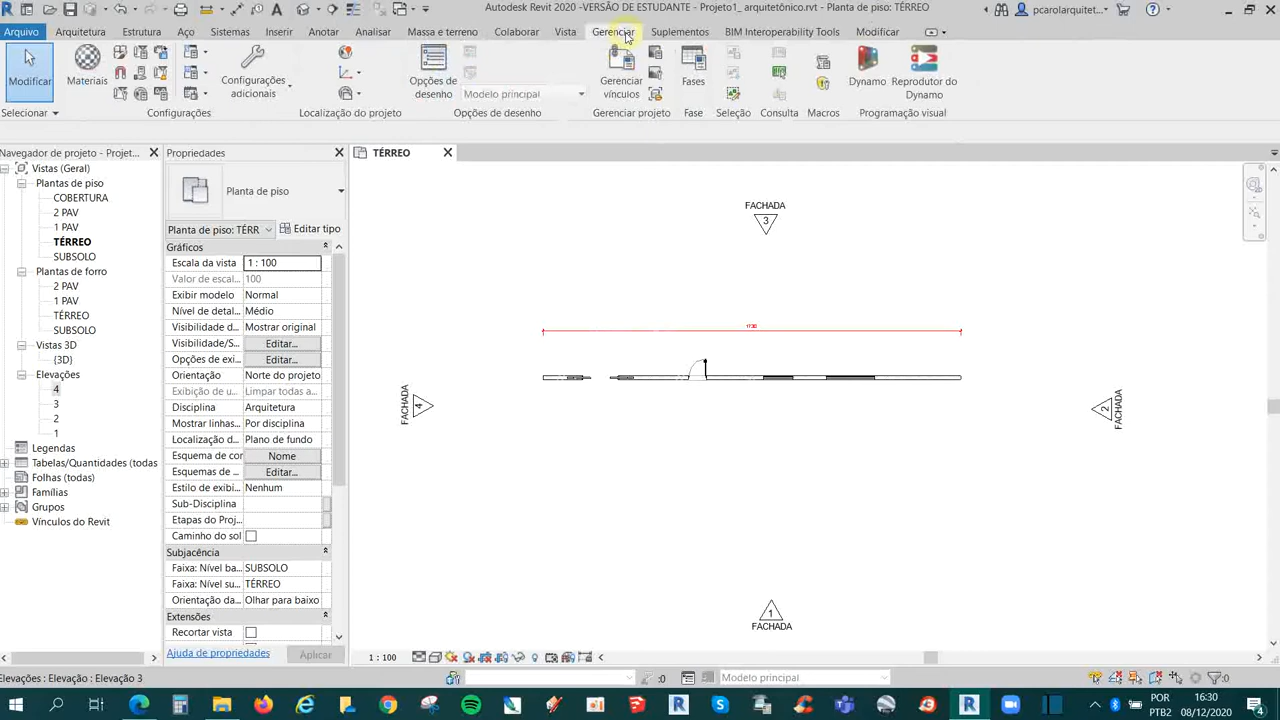 Autodesk Revit 2020 -VERSÃO DE ESTUDANTE - Projeto1_ arquitetônico.rvt - Planta de piso: TÉRREO
pcarolarquitet...
Arquivo Arquitetura Estrutura Aço Sistemas Inserir Anotar Analisar Massa e terreno Colaborar Vista Gerenciar Suplementos BIM Interoperability Tools Modificar
Modificar
Materiais
Configurações
adicionais
Opções de
desenho
Modelo principal
Gerenciar
vínculos
Fases
Dynamo
Reprodutor do
Dynamo
Selecionar Configurações Localização do projeto Opções de desenho Gerenciar projeto Fase Seleção Consulta Macros Programação visual
Navegador de projeto - Projet...
Vistas (Geral)
Plantas de piso
COBERTURA
2 PAV
1 PAV
TÉRREO
SUBSOLO
Plantas de forro
2 PAV
1 PAV
TÉRREO
SUBSOLO
Vistas 3D
{3D}
Elevações
4
3
2
1
Legendas
Tabelas/Quantidades (todas
Folhas (todas)
Famílias
Grupos
Vínculos do Revit
Propriedades
Planta de piso
Planta de piso: TÉRR Editar tipo
Gráficos
Escala da vista 1 : 100
Valor de escal... 100
Exibir modelo Normal
Nível de detal... Médio
Visibilidade d... Mostrar original
Visibilidade/S... Editar...
Opções de exi... Editar...
Orientação Norte do projeto
Exibição de u... Limpar todas a...
Disciplina Arquitetura
Mostrar linhas... Por disciplina
Localização d... Plano de fundo
Esquema de cor Nome
Esquemas de ... Editar...
Estilo de exibi... Nenhum
Sub-Disciplina
Etapas do Proj...
Caminho do sol
Subjacência
Faixa: Nível ba... SUBSOLO
Faixa: Nível su... TÉRREO
Orientação da... Olhar para baixo
Extensões
Recortar vista
Ajuda de propriedades Aplicar
TÉRREO
FACHADA
3
1730
FACHADA
4
2
FACHADA
1
FACHADA
1 : 100
Elevações : Elevação : Elevação 3
:0
Modelo principal
:0
POR
PTB2
16:30
08/12/2020
4